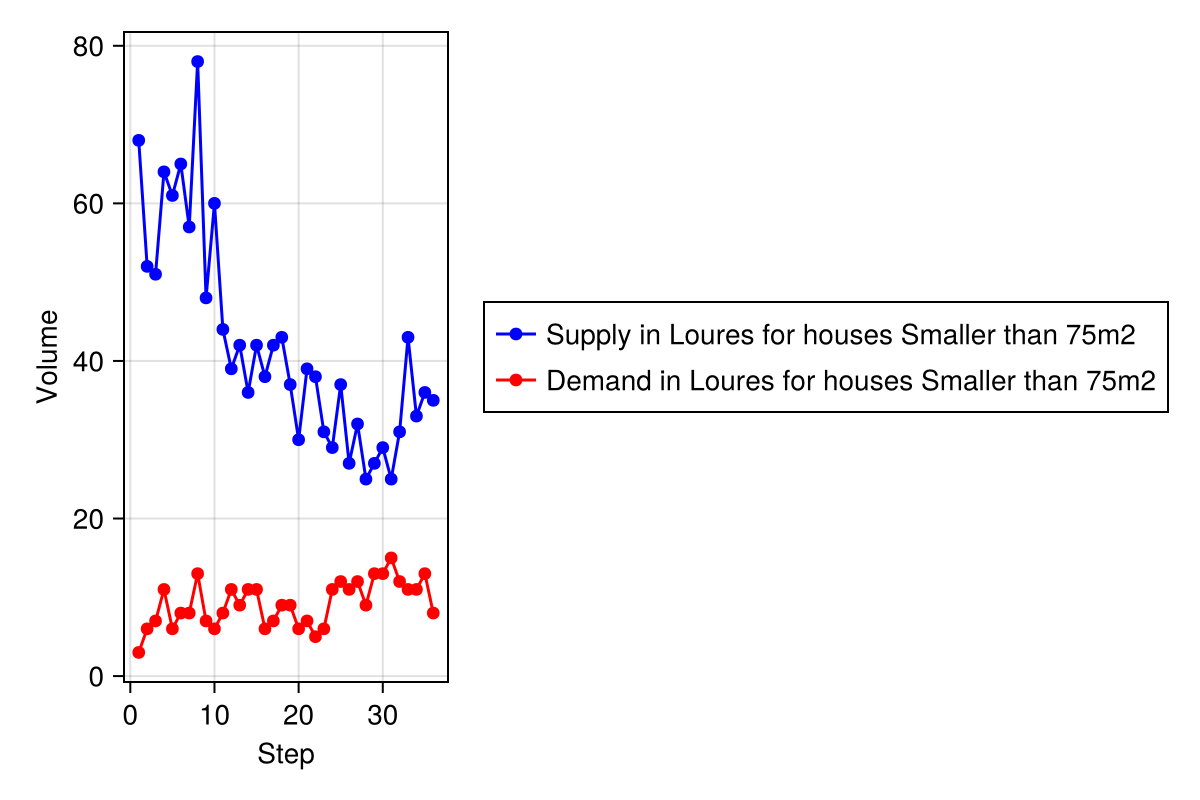 80
60
40
20
0
Volume
0 10 20 30
Step
Supply in Loures for houses Smaller than 75m2
Demand in Loures for houses Smaller than 75m2